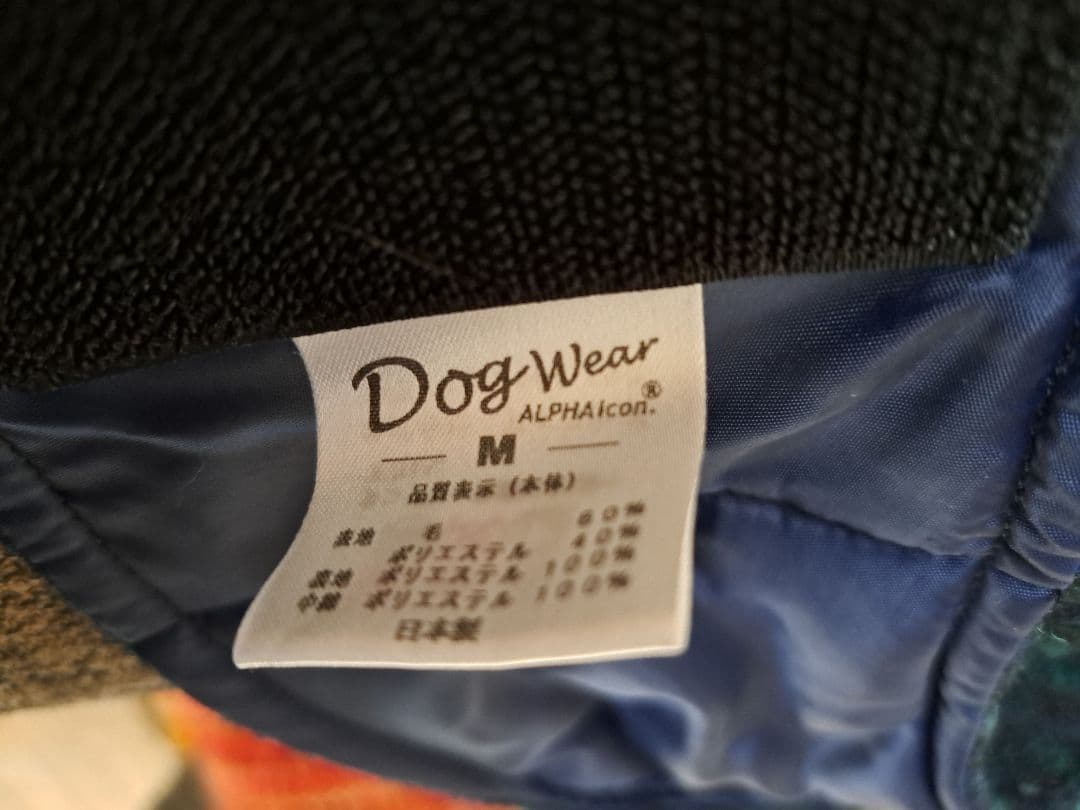 Dog Wear
ALPHAicon.®
M
品質表示（本体）
表地 毛 60%
ポリエステル 40%
裏地 ポリエステル 100%
中綿 ポリエステル 100%
日本製